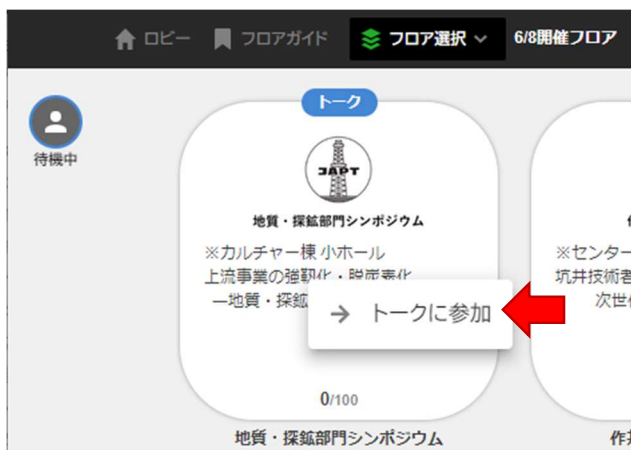 ロビー フロアガイド フロア選択 6/8開催フロア
待機中
トーク
JAPT
地質・探鉱部門シンポジウム
※カルチャー棟 小ホール
上流事業の強靭化・脱炭素化
―地質・探鉱
→ トークに参加
0/100
地質・探鉱部門シンポジウム
※センター
坑井技術者
次世
作井